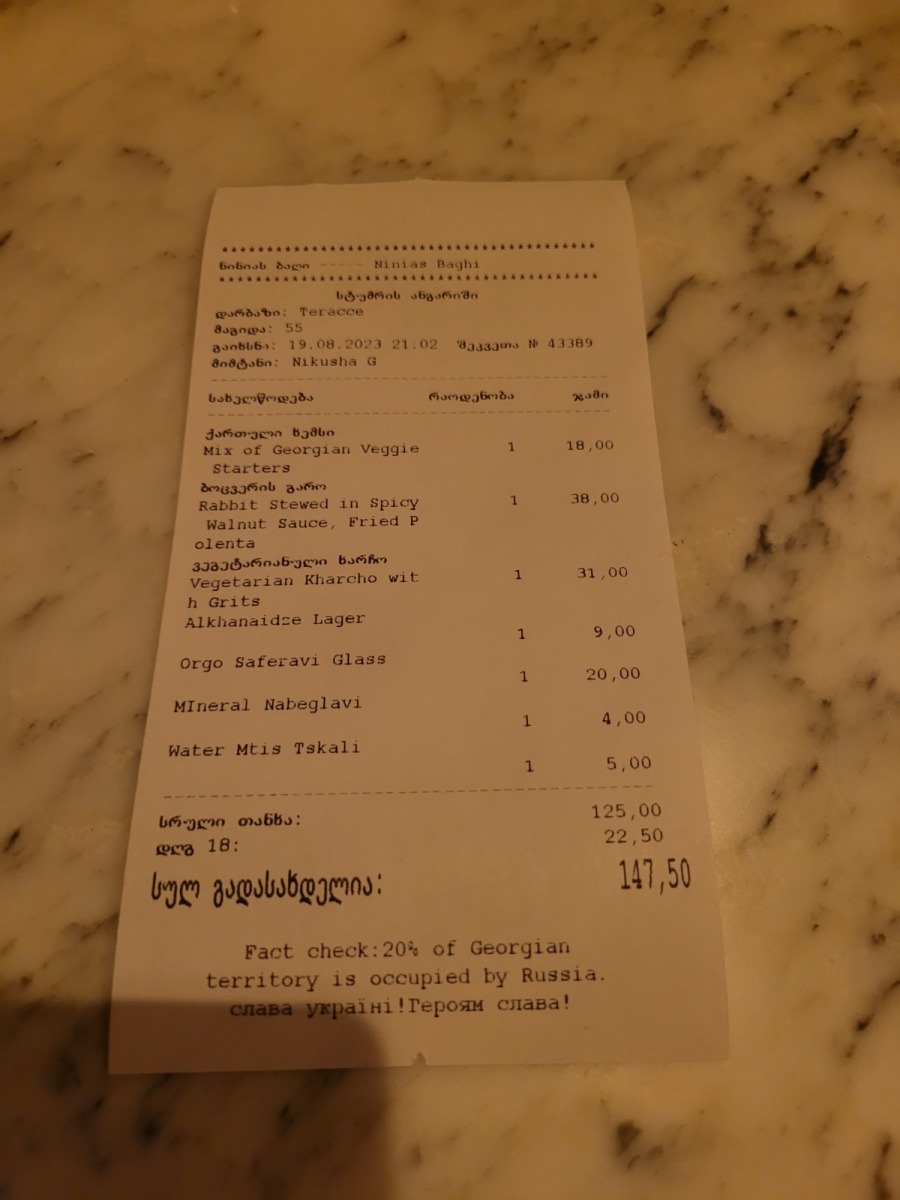 ******************************************
ნინიას ბაღი ----- Ninias Baghi
******************************************
სტუმრის ანგარიში
დარბაზი: Teracce
მაგიდა: 55
გაიხსნა: 19.08.2023 21:02 შეკვეთა № 43389
მიმტანი: Nikusha G
სახელწოდება რაოდენობა ჯამი
ქართული ხემსი
Mix of Georgian Veggie 1 18,00
Starters
ბოცვერის გარო
Rabbit Stewed in Spicy 1 38,00
Walnut Sauce, Fried P
olenta
ვეგეტარიანული ხარჩო
Vegetarian Kharcho wit 1 31,00
h Grits
Alkhanaidze Lager
1 9,00
Orgo Saferavi Glass
1 20,00
MIneral Nabeglavi
1 4,00
Water Mtis Tskali
1 5,00
სრული თანხა: 125,00
დღგ 18: 22,50
სულ გადასახდელია: 147,50
Fact check:20% of Georgian
territory is occupied by Russia.
слава україні!Героям слава!